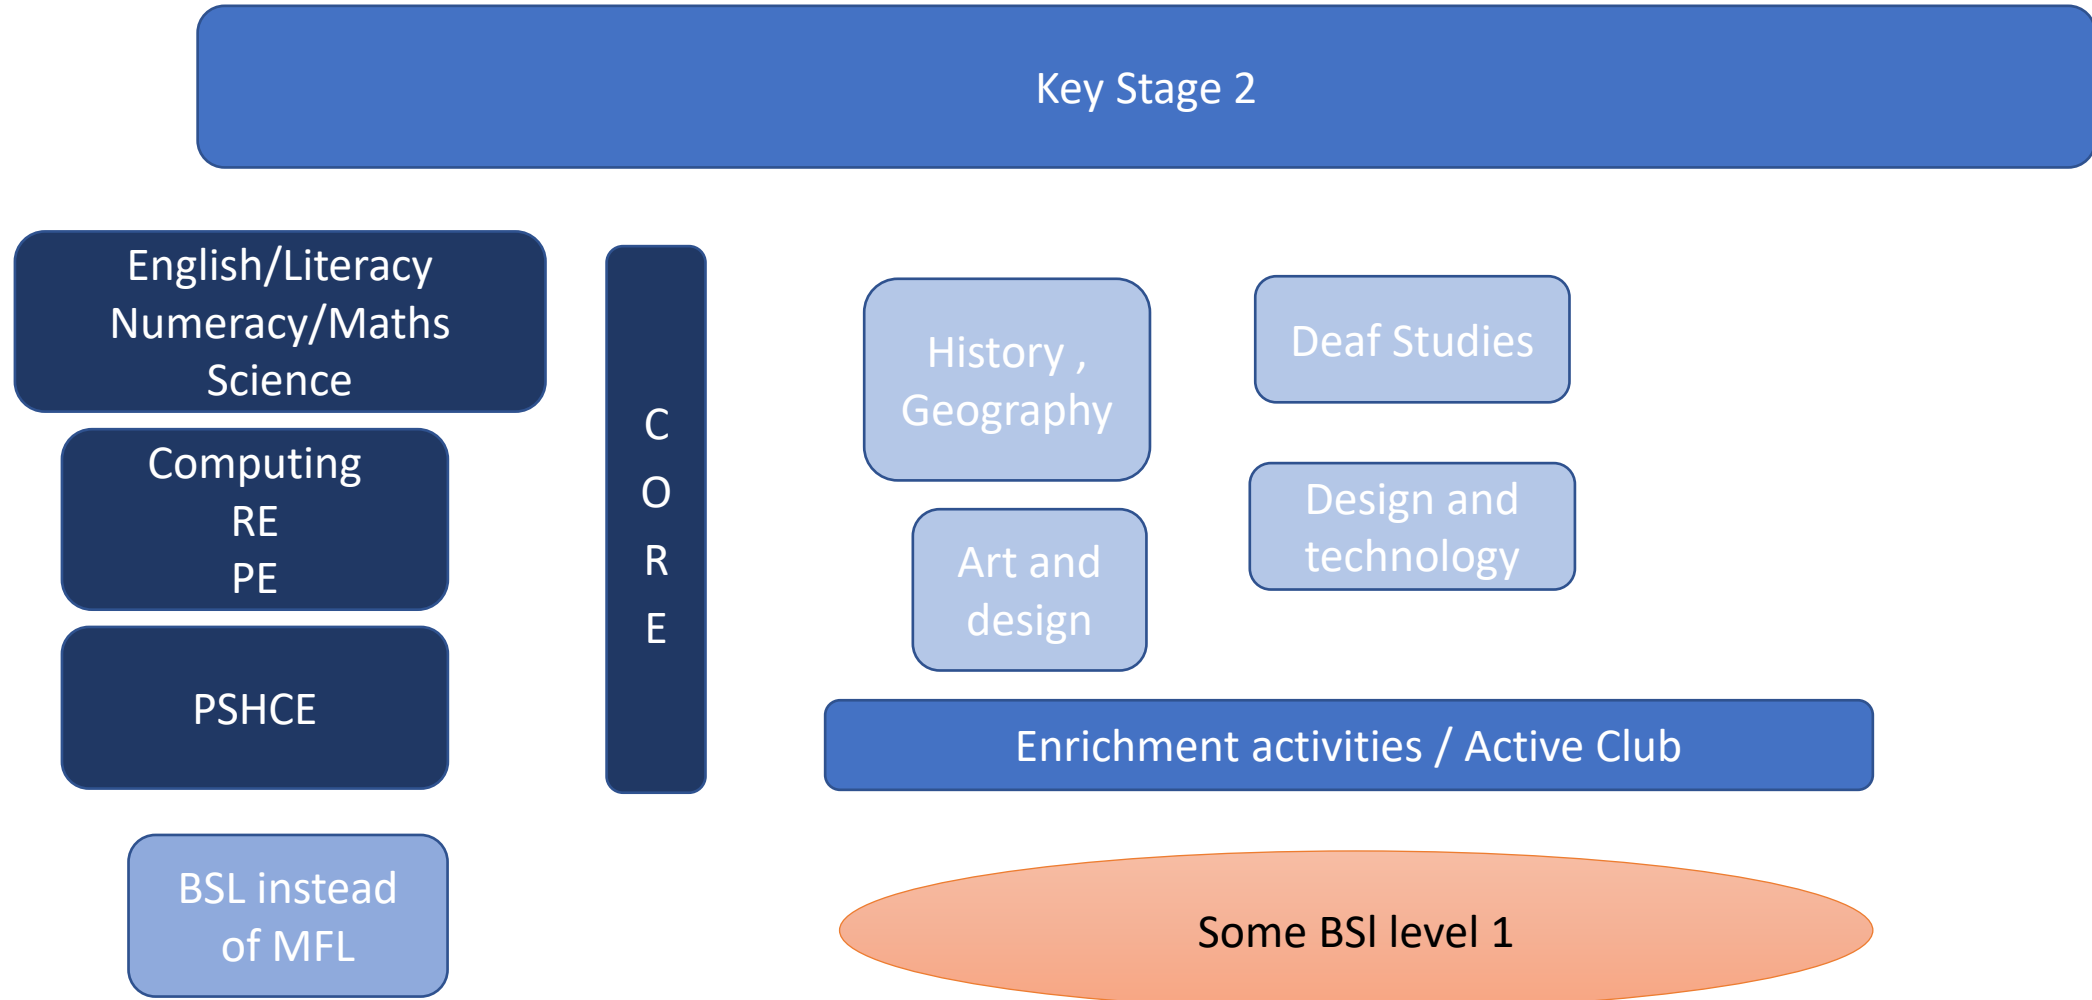 Key Stage 2
English/Literacy
Numeracy/Maths
Science
Computing
RE
PE
PSHCE
BSL instead
of MFL
C
O
R
E
History ,
Geography
Art and
design
Deaf Studies
Design and
technology
Enrichment activities / Active Club
Some BSl level 1